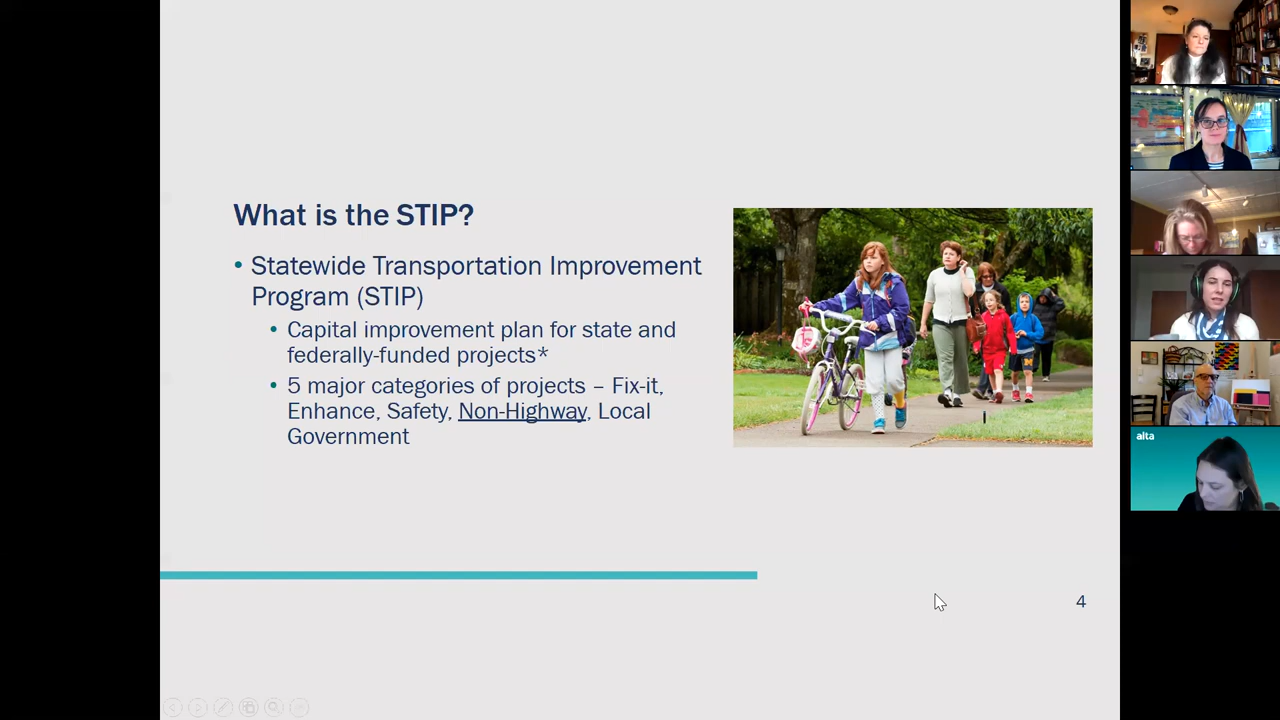 What is the STIP?
• Statewide Transportation Improvement
Program (STIP)
• Capital improvement plan for state and
federally-funded projects*
• 5 major categories of projects – Fix-it,
Enhance, Safety, Non-Highway, Local
Government
4
alta